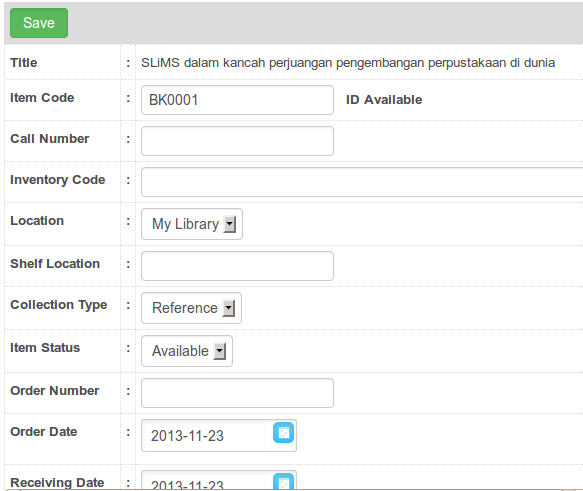 Save
Title : SLiMS dalam kancah perjuangan pengembangan perpustakaan di dunia
Item Code : BK0001 ID Available
Call Number :
Inventory Code :
Location : My Library
Shelf Location :
Collection Type : Reference
Item Status : Available
Order Number :
Order Date : 2013-11-23
Receiving Date : 2013-11-23